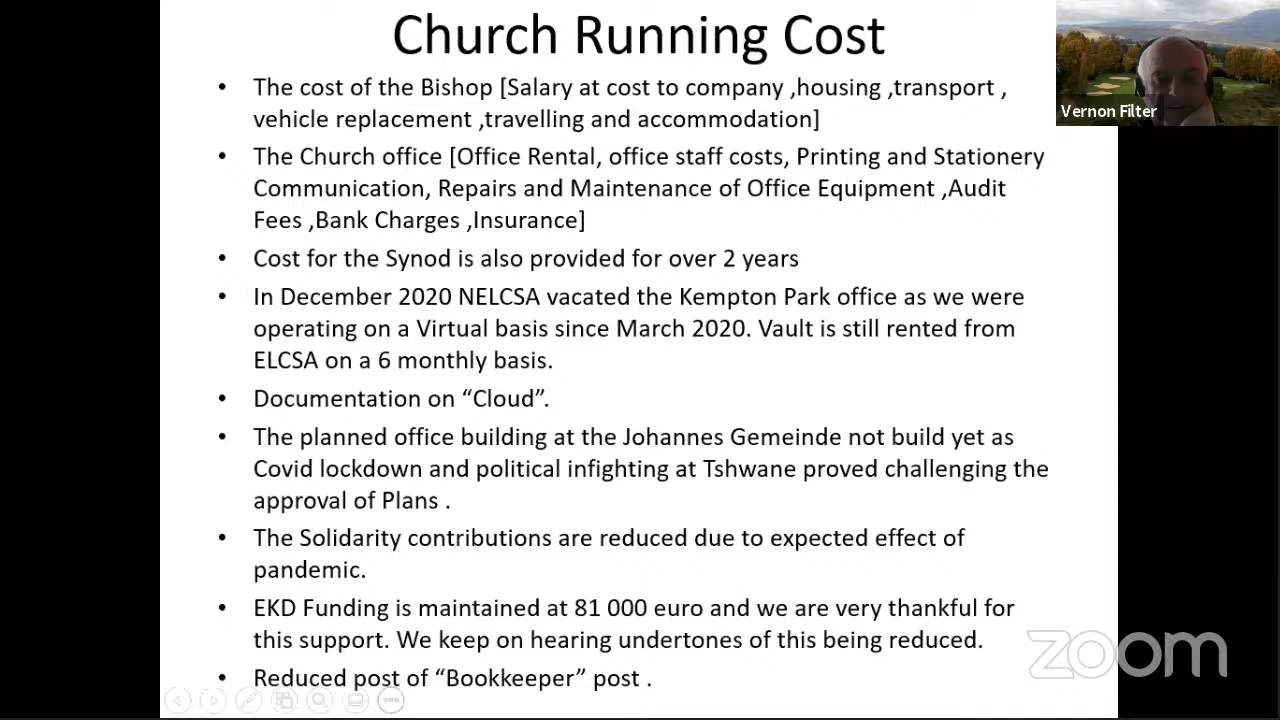 Church Running Cost
• The cost of the Bishop [Salary at cost to company ,housing ,transport ,
vehicle replacement ,travelling and accommodation]
• The Church office [Office Rental, office staff costs, Printing and Stationery
Communication, Repairs and Maintenance of Office Equipment ,Audit
Fees ,Bank Charges ,Insurance]
• Cost for the Synod is also provided for over 2 years
• In December 2020 NELCSA vacated the Kempton Park office as we were
operating on a Virtual basis since March 2020. Vault is still rented from
ELCSA on a 6 monthly basis.
• Documentation on “Cloud”.
• The planned office building at the Johannes Gemeinde not build yet as
Covid lockdown and political infighting at Tshwane proved challenging the
approval of Plans .
• The Solidarity contributions are reduced due to expected effect of
pandemic.
• EKD Funding is maintained at 81 000 euro and we are very thankful for
this support. We keep on hearing undertones of this being reduced.
• Reduced post of “Bookkeeper” post .
Vernon Filter
zoom